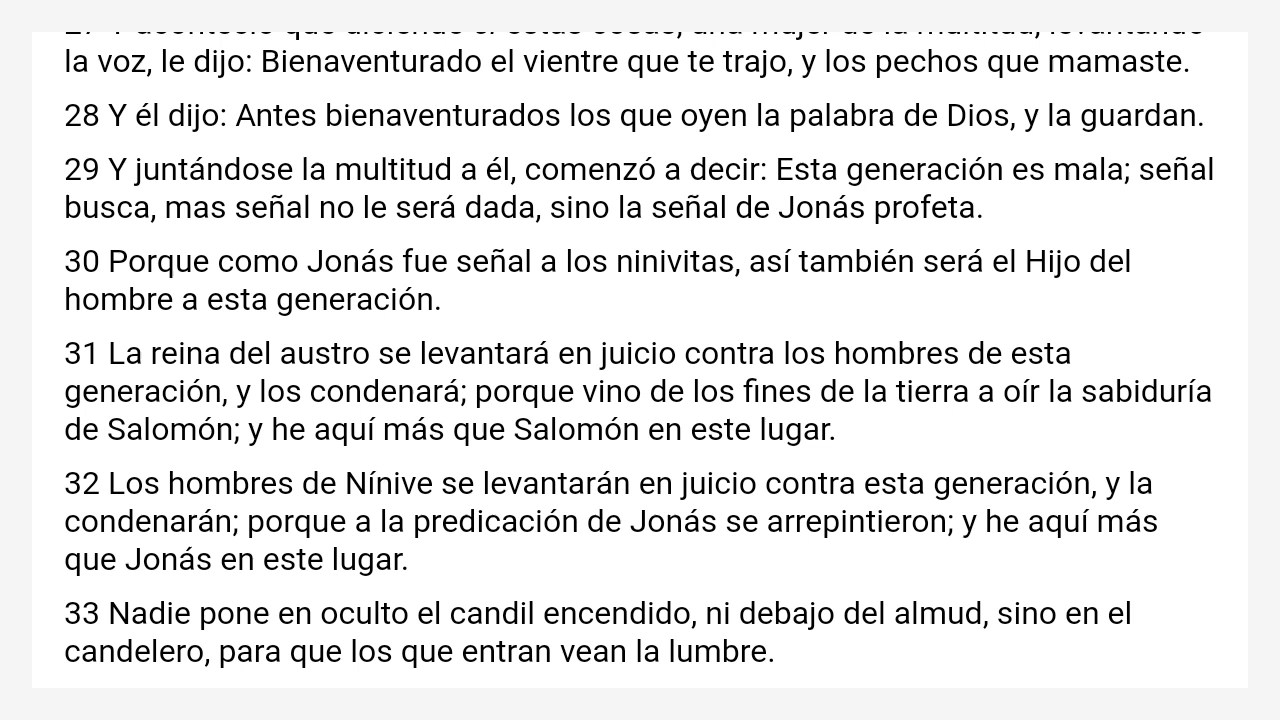 la voz, le dijo: Bienaventurado el vientre que te trajo, y los pechos que mamaste.
28 Y él dijo: Antes bienaventurados los que oyen la palabra de Dios, y la guardan.
29 Y juntándose la multitud a él, comenzó a decir: Esta generación es mala; señal
busca, mas señal no le será dada, sino la señal de Jonás profeta.
30 Porque como Jonás fue señal a los ninivitas, así también será el Hijo del
hombre a esta generación.
31 La reina del austro se levantará en juicio contra los hombres de esta
generación, y los condenará; porque vino de los fines de la tierra a oír la sabiduría
de Salomón; y he aquí más que Salomón en este lugar.
32 Los hombres de Nínive se levantarán en juicio contra esta generación, y la
condenarán; porque a la predicación de Jonás se arrepintieron; y he aquí más
que Jonás en este lugar.
33 Nadie pone en oculto el candil encendido, ni debajo del almud, sino en el
candelero, para que los que entran vean la lumbre.